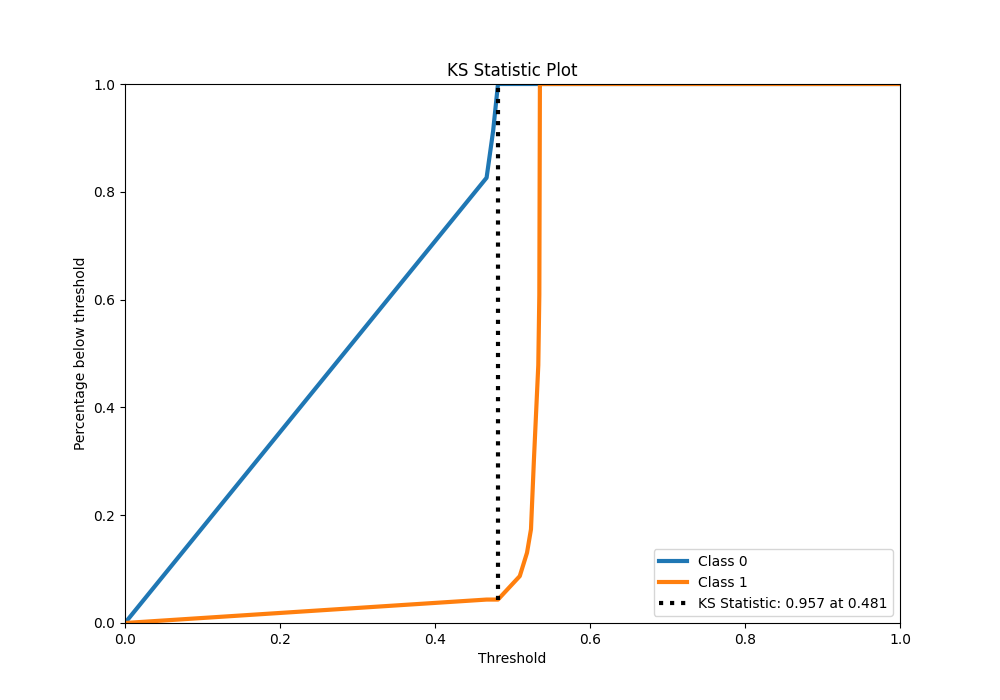 KS Statistic Plot
Percentage below threshold
1.0
0.8
0.6
0.4
0.2
0.0
0.0 0.2 0.4 0.6 0.8 1.0
Threshold
Class 0
Class 1
KS Statistic: 0.957 at 0.481